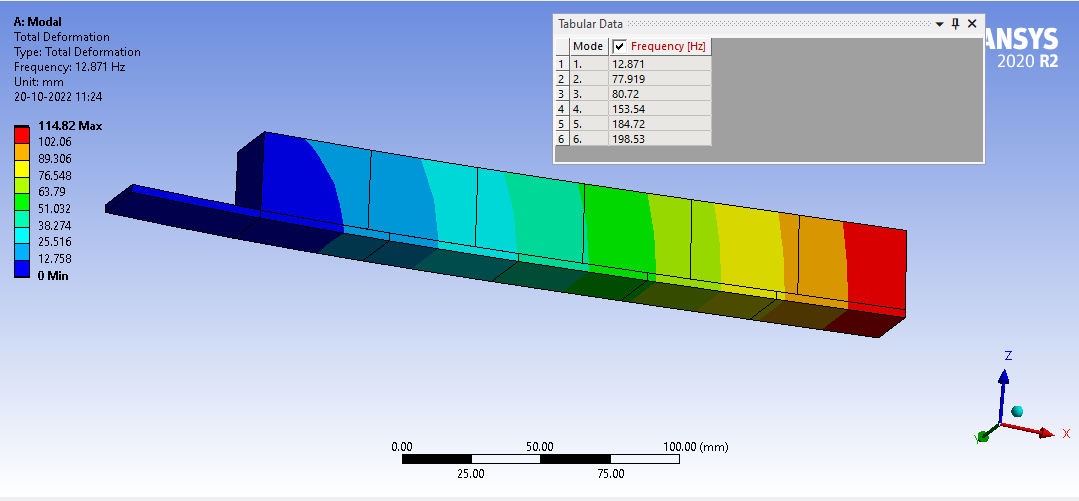 A: Modal
Total Deformation
Type: Total Deformation
Frequency: 12.871 Hz
Unit: mm
20-10-2022 11:24
114.82 Max
102.06
89.306
76.548
63.79
51.032
38.274
25.516
12.758
0 Min
Tabular Data
Mode Frequency [Hz]
1 1. 12.871
2 2. 77.919
3 3. 80.72
4 4. 153.54
5 5. 184.72
6 6. 198.53
ANSYS
2020 R2
0.00 50.00 100.00 (mm)
25.00 75.00
Z
X
Y